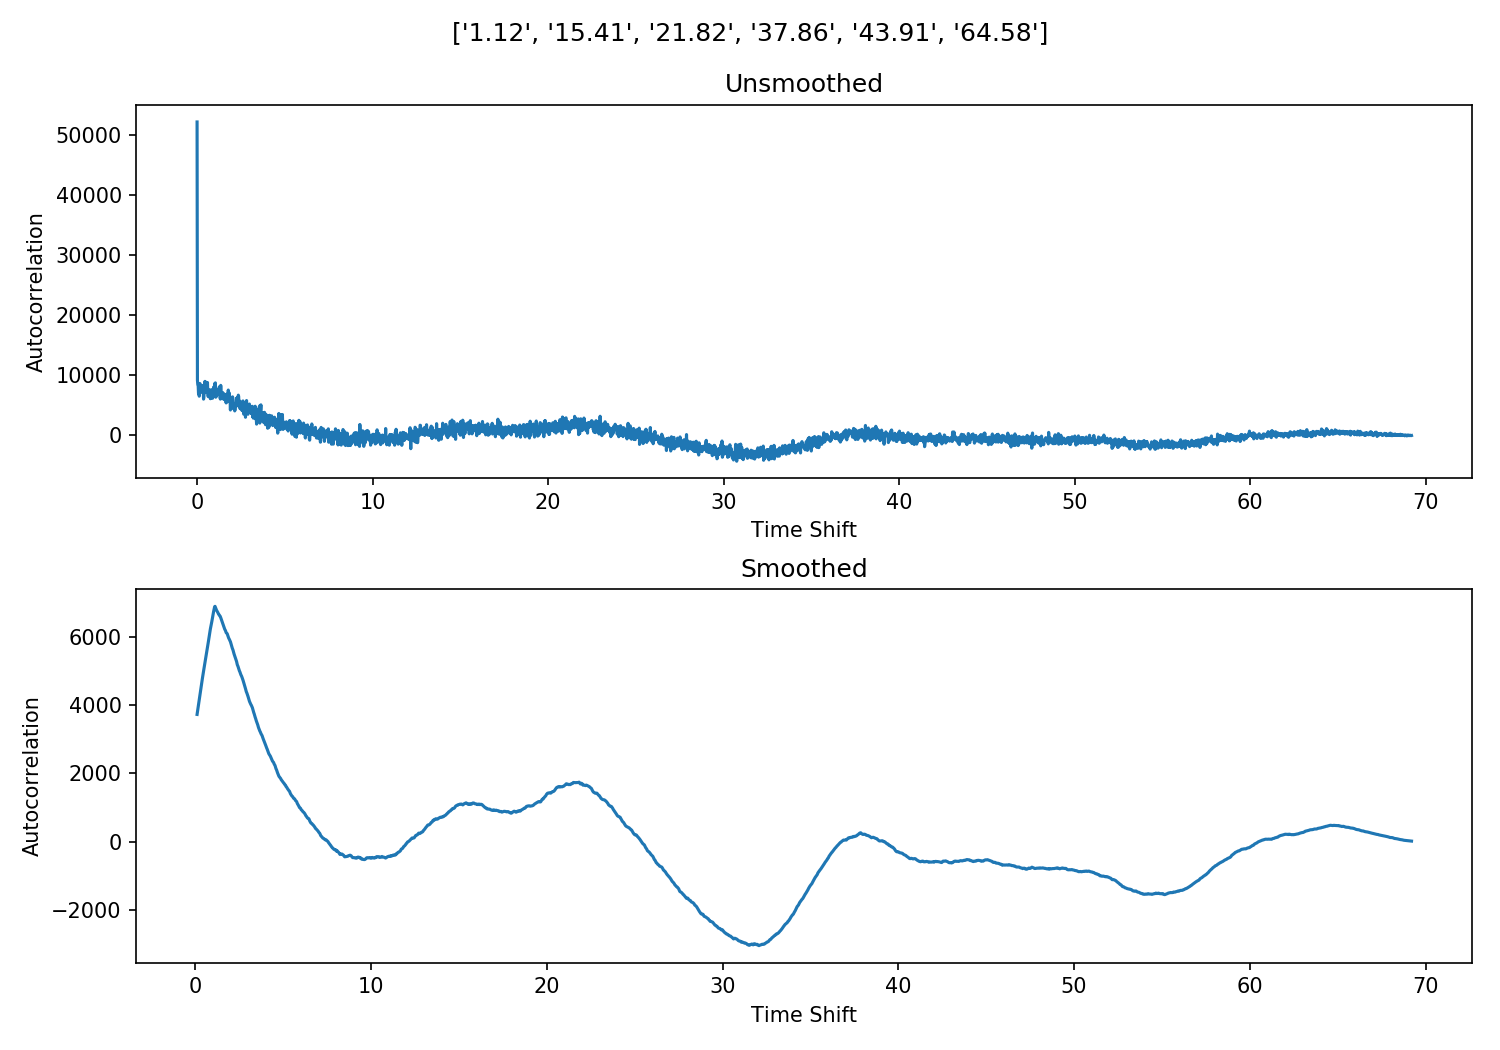 ['1.12', '15.41', '21.82', '37.86', '43.91', '64.58']
Unsmoothed
50000
40000
30000
20000
10000
0
Autocorrelation
0 10 20 30 40 50 60 70
Time Shift
Smoothed
6000
4000
2000
0
−2000
Autocorrelation
0 10 20 30 40 50 60 70
Time Shift